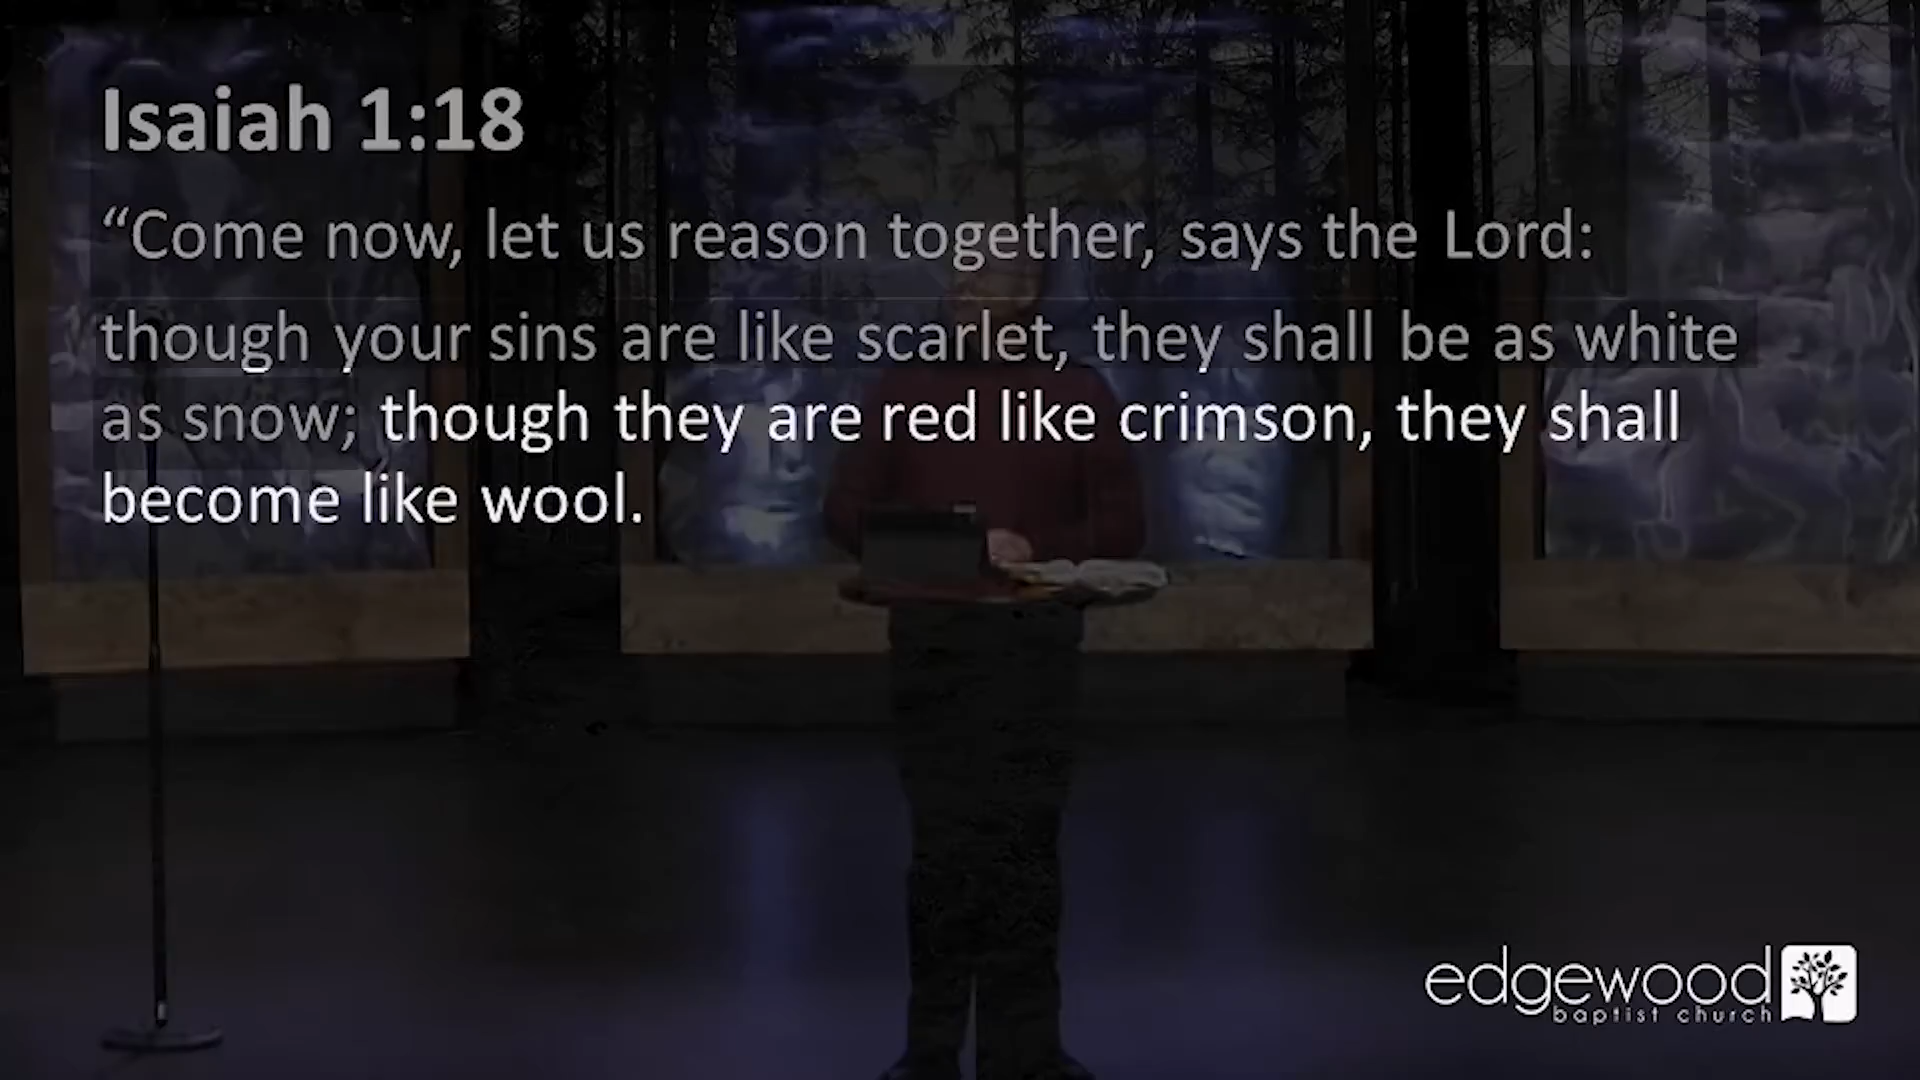 Isaiah 1:18
“Come now, let us reason together, says the Lord:
though your sins are like scarlet, they shall be as white
as snow; though they are red like crimson, they shall
become like wool.
edgewood
baptist church